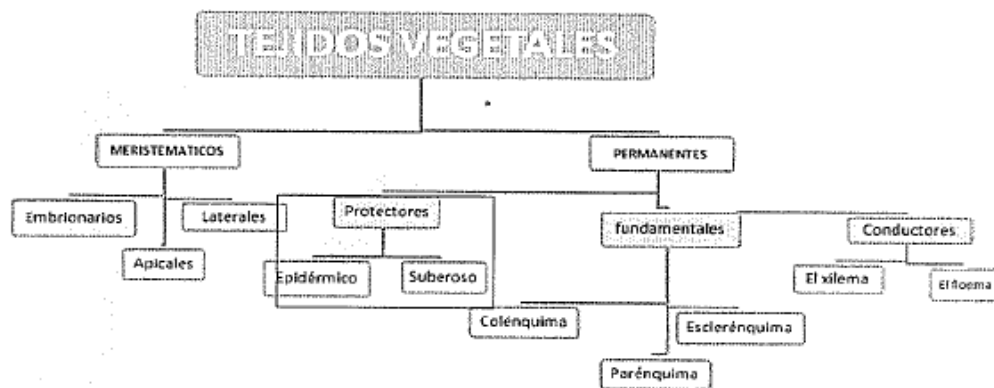 TEJIDOS VEGETALES
MERISTEMATICOS
PERMANENTES
Embrionarios
Laterales
Apicales
Protectores
Epidérmico
Suberoso
fundamentales
Colénquima
Esclerénquima
Parénquima
Conductores
El xilema
El floema